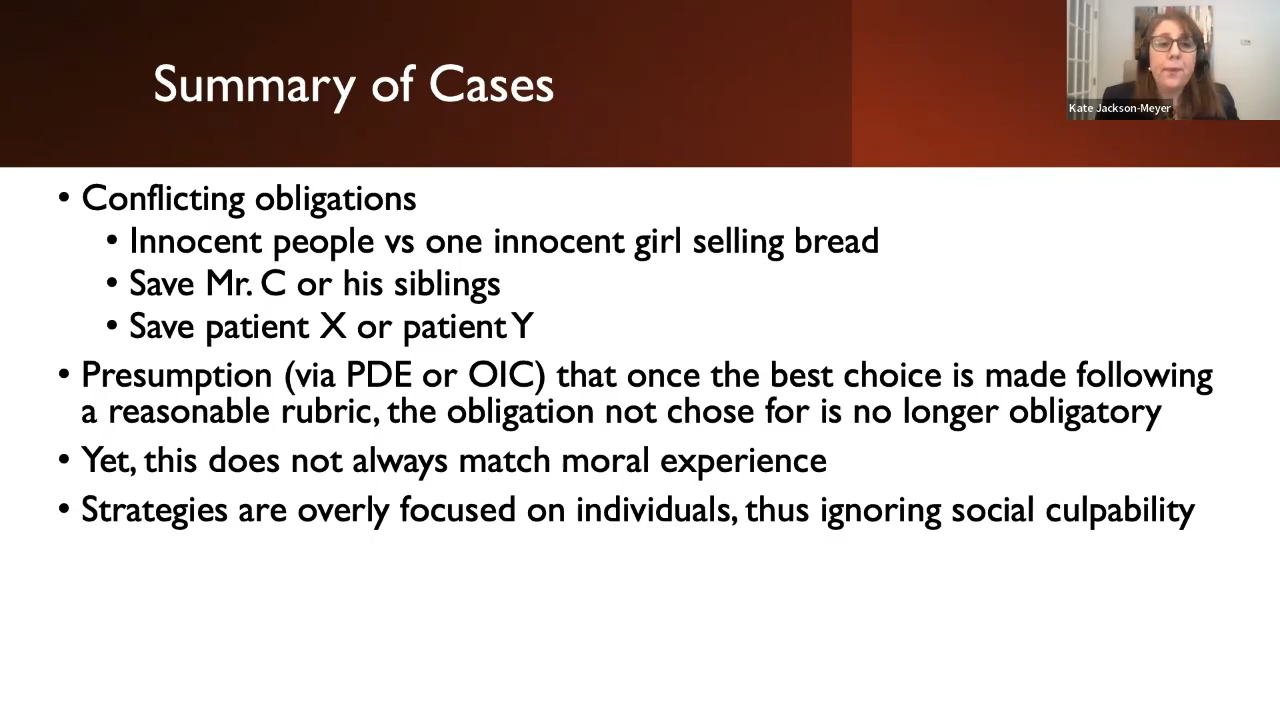 Summary of Cases
Kate Jackson-Meyer
• Conflicting obligations
• Innocent people vs one innocent girl selling bread
• Save Mr. C or his siblings
• Save patient X or patient Y
• Presumption (via PDE or OIC) that once the best choice is made following
a reasonable rubric, the obligation not chose for is no longer obligatory
• Yet, this does not always match moral experience
• Strategies are overly focused on individuals, thus ignoring social culpability